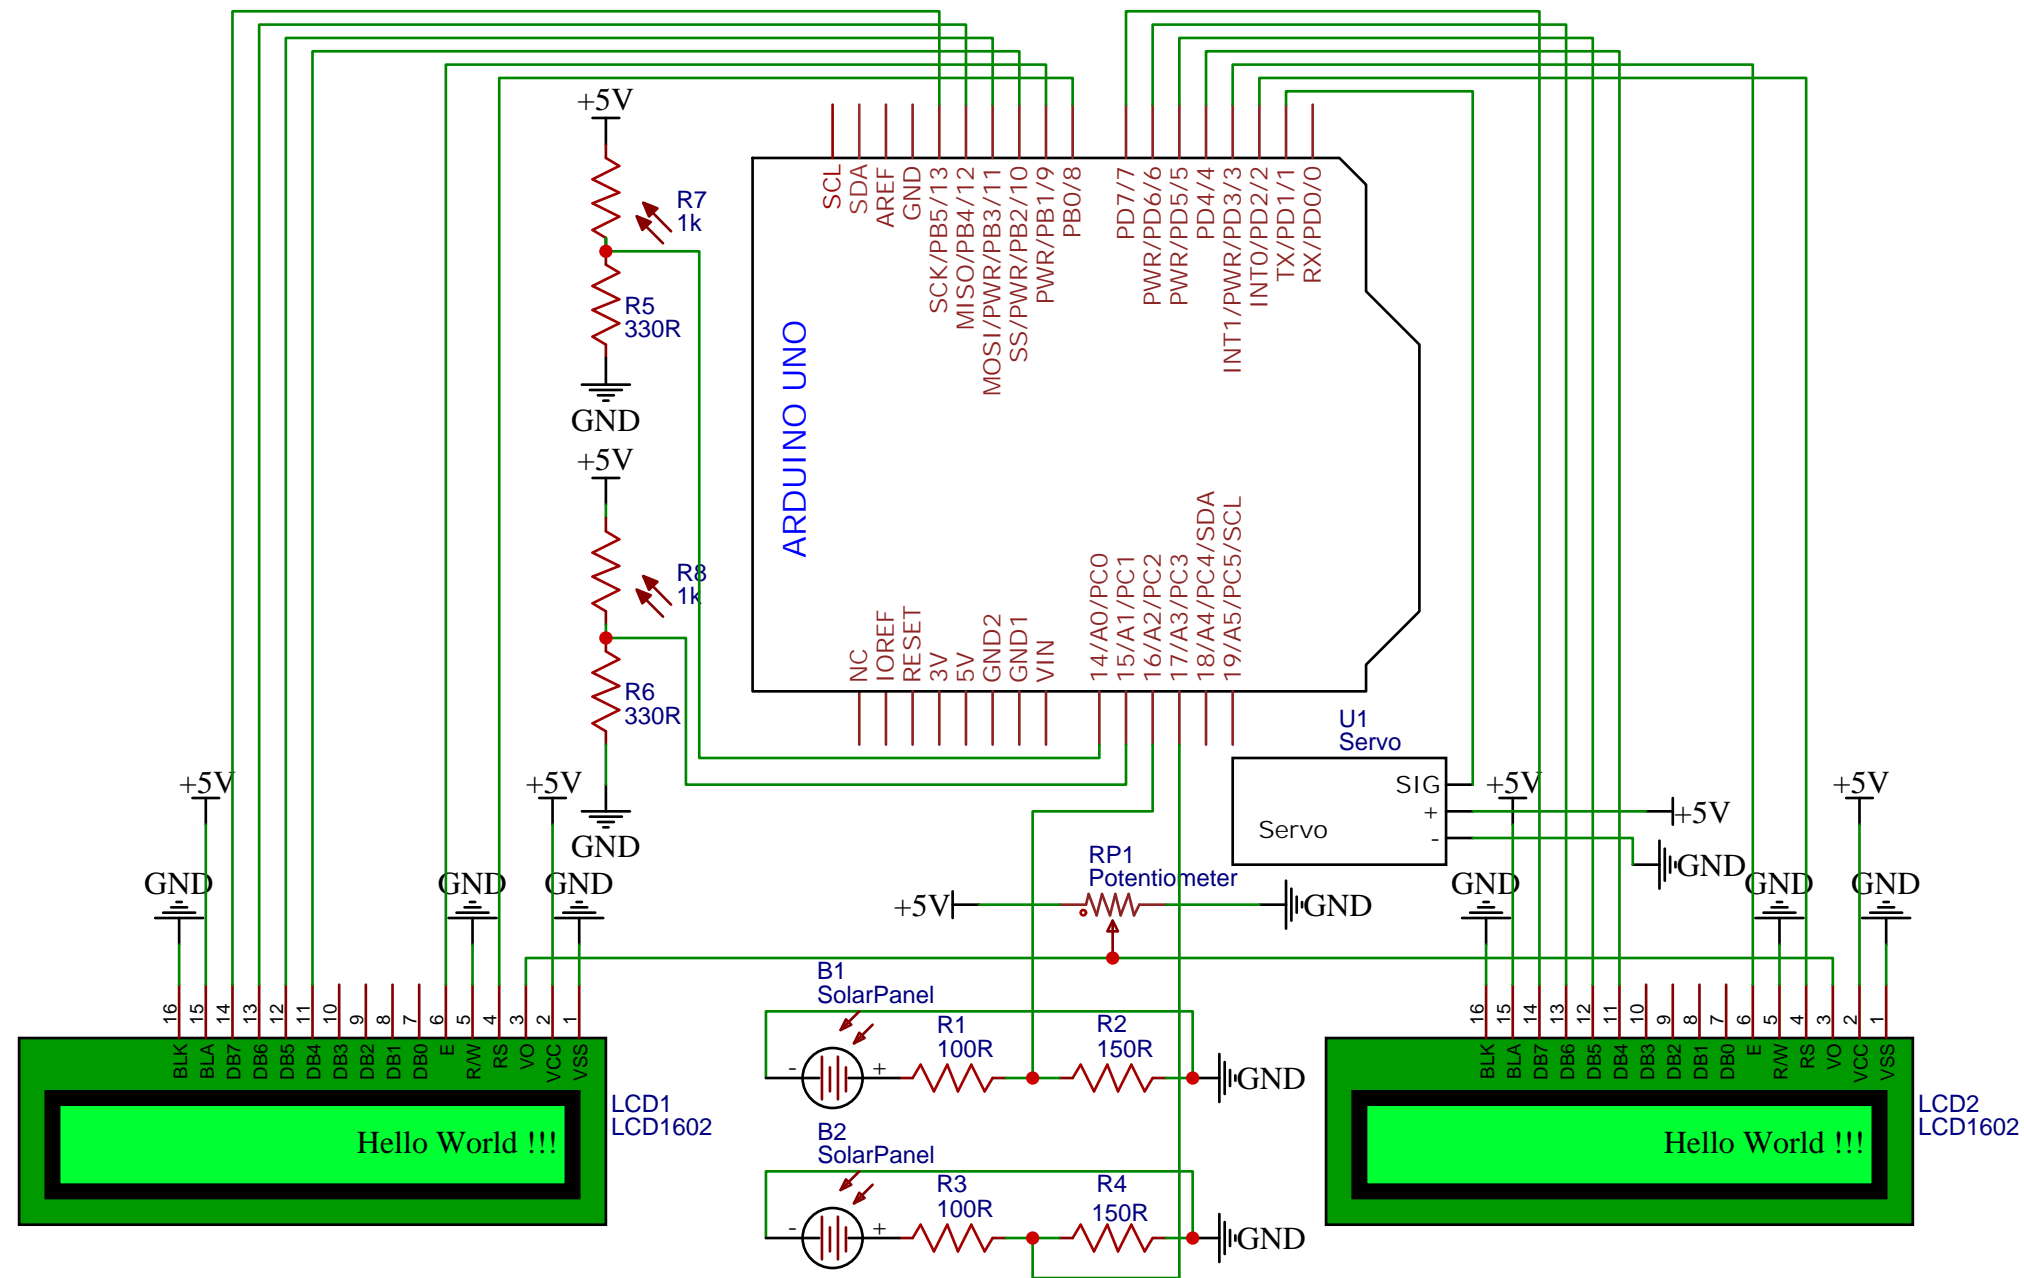 +5V
R7
1k
R5
330R
GND
+5V
R8
1k
R6
330R
GND
ARDUINO UNO
SCL
SDA
AREF
GND
SCK/PB5/13
MISO/PB4/12
MOSI/PWR/PB3/11
SS/PWR/PB2/10
PWR/PB1/9
PB0/8
PD7/7
PWR/PD6/6
PWR/PD5/5
PD4/4
INT1/PWR/PD3/3
INT0/PD2/2
TX/PD1/1
RX/PD0/0
NC
IOREF
RESET
3V
5V
GND2
GND1
VIN
14/A0/PC0
15/A1/PC1
16/A2/PC2
17/A3/PC3
18/A4/PC4/SDA
19/A5/PC5/SCL
U1
Servo
SIG
+
-
Servo
+5V
GND
RP1
Potentiometer
+5V
GND
+5V
+5V
GND
GND
GND
16
15
14
13
12
11
10
9
8
7
6
5
4
3
2
1
BLK
BLA
DB7
DB6
DB5
DB4
DB3
DB2
DB1
DB0
E
R/W
RS
VO
VCC
VSS
Hello World !!!
LCD1
LCD1602
B1
SolarPanel
-
+
R1
100R
R2
150R
GND
B2
SolarPanel
-
+
R3
100R
R4
150R
GND
+5V
+5V
GND
GND
GND
16
15
14
13
12
11
10
9
8
7
6
5
4
3
2
1
BLK
BLA
DB7
DB6
DB5
DB4
DB3
DB2
DB1
DB0
E
R/W
RS
VO
VCC
VSS
Hello World !!!
LCD2
LCD1602